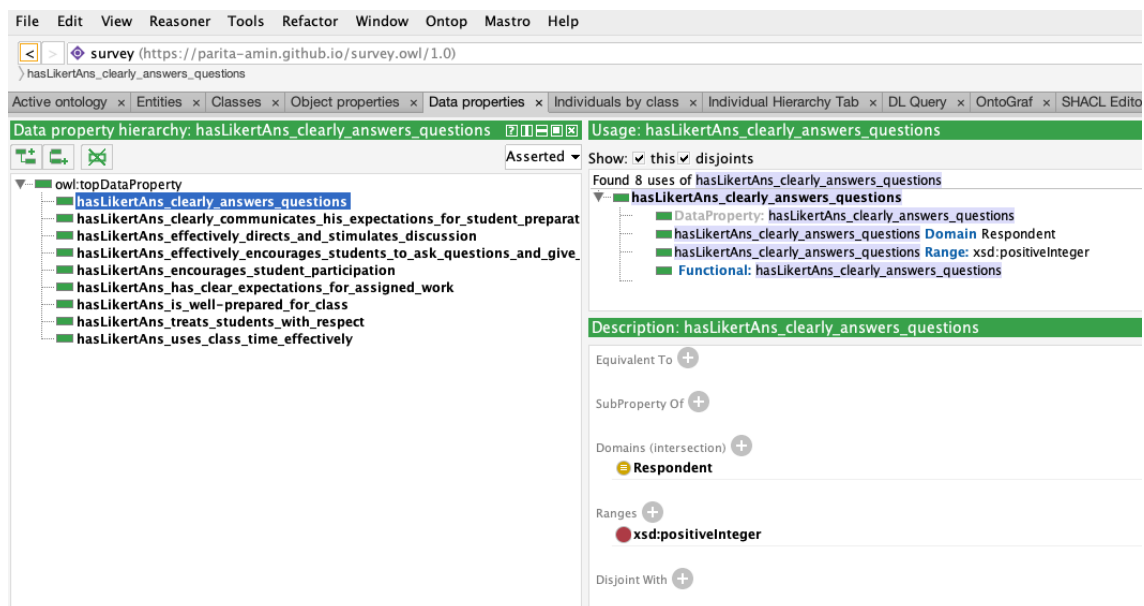 File Edit View Reasoner Tools Refactor Window Ontop Mastro Help
< > survey (https://parita-amin.github.io/survey.owl/1.0)
hasLikertAns_clearly_answers_questions
Active ontology × Entities × Classes × Object properties × Data properties × Individuals by class × Individual Hierarchy Tab × DL Query × OntoGraf × SHACL Edito
Data property hierarchy: hasLikertAns_clearly_answers_questions
Asserted
owl:topDataProperty
hasLikertAns_clearly_answers_questions
hasLikertAns_clearly_communicates_his_expectations_for_student_preparat
hasLikertAns_effectively_directs_and_stimulates_discussion
hasLikertAns_effectively_encourages_students_to_ask_questions_and_give_
hasLikertAns_encourages_student_participation
hasLikertAns_has_clear_expectations_for_assigned_work
hasLikertAns_is_well-prepared_for_class
hasLikertAns_treats_students_with_respect
hasLikertAns_uses_class_time_effectively
Usage: hasLikertAns_clearly_answers_questions
Show: this disjoints
Found 8 uses of hasLikertAns_clearly_answers_questions
hasLikertAns_clearly_answers_questions
DataProperty: hasLikertAns_clearly_answers_questions
hasLikertAns_clearly_answers_questions Domain Respondent
hasLikertAns_clearly_answers_questions Range: xsd:positiveInteger
Functional: hasLikertAns_clearly_answers_questions
Description: hasLikertAns_clearly_answers_questions
Equivalent To
SubProperty Of
Domains (intersection)
Respondent
Ranges
xsd:positiveInteger
Disjoint With